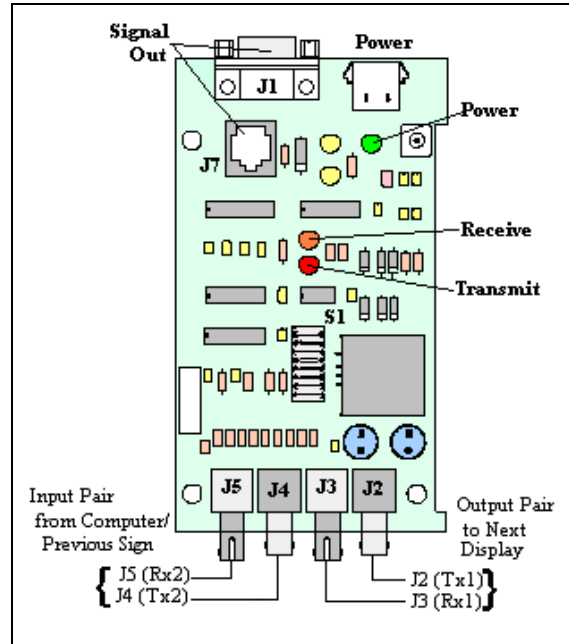 Signal
Out
Power
J1
Power
J7
Receive
Transmit
S1
J5
J4
J3
J2
Input Pair
from Computer/
Previous Sign
Output Pair
to Next
Display
J5 (Rx2)
J4 (Tx2)
J2 (Tx1)
J3 (Rx1)